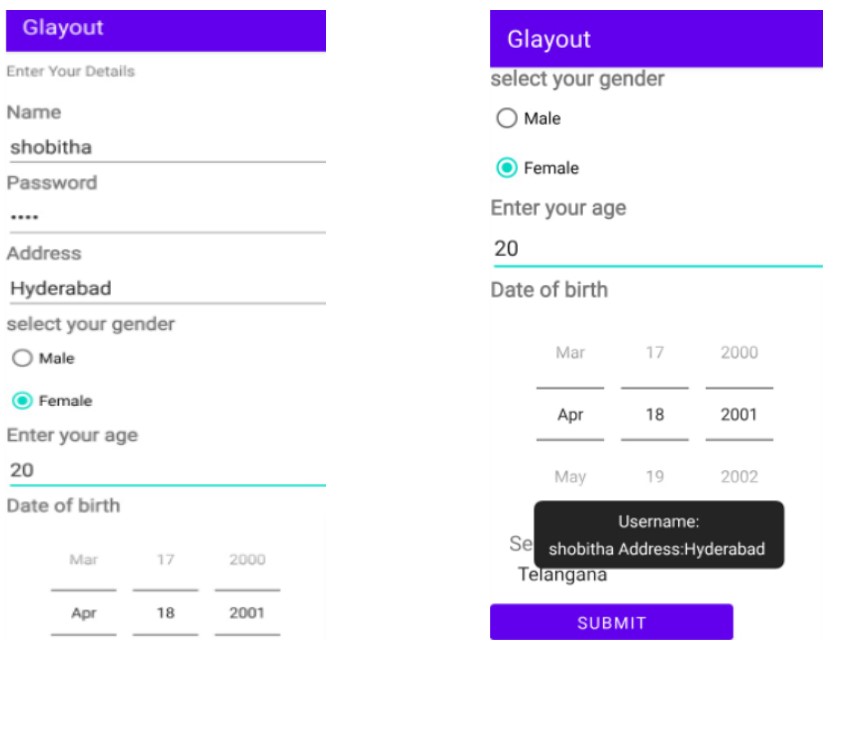 Glayout
Enter Your Details
Name
shobitha
Password
••••
Address
Hyderabad
select your gender
Male
Female
Enter your age
20
Date of birth
Mar 17 2000
Apr 18 2001
Glayout
select your gender
Male
Female
Enter your age
20
Date of birth
Mar 17 2000
Apr 18 2001
May 19 2002
Username:
Se shobitha Address:Hyderabad
Telangana
SUBMIT